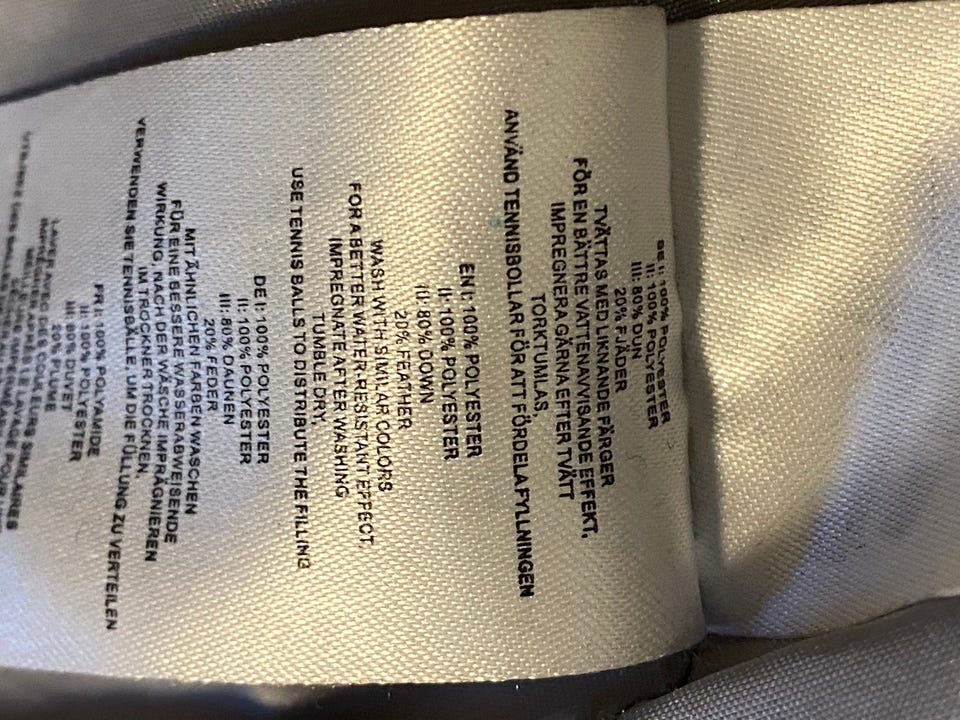 SE I: 100% POLYESTER
II: 100% POLYESTER
III: 80% DUN
20% FJÄDER
TVÄTTAS MED LIKNANDE FÄRGER
FÖR EN BÄTTRE VATTENAVVISANDE EFFEKT,
IMPREGNERA GÄRNA EFTER TVÄTT
TORKTUMLAS,
ANVÄND TENNISBOLLAR FÖR ATT FÖRDELA FYLLNINGEN
EN I: 100% POLYESTER
II: 100% POLYESTER
III: 80% DOWN
20% FEATHER
WASH WITH SIMILAR COLORS
FOR A BETTER WATER-RESISTANT EFFECT,
IMPREGNATE AFTER WASHING
TUMBLE DRY,
USE TENNIS BALLS TO DISTRIBUTE THE FILLING
DE I: 100% POLYESTER
II: 100% POLYESTER
III: 80% DAUNEN
20% FEDER
MIT ÄHNLICHEN FARBEN WASCHEN
FÜR EINE BESSERE WASSERABWEISENDE
WIRKUNG, NACH DER WÄSCHE IMPRÄGNIEREN
IM TROCKNER TROCKNEN,
VERWENDEN SIE TENNISBÄLLE, UM DIE FÜLLUNG ZU VERTEILEN
FR I: 100% POLYAMIDE
II: 100% POLYESTER
III: 80% DUVET
20% PLUME
LAVER AVEC DES COULEURS SIMILAIRES